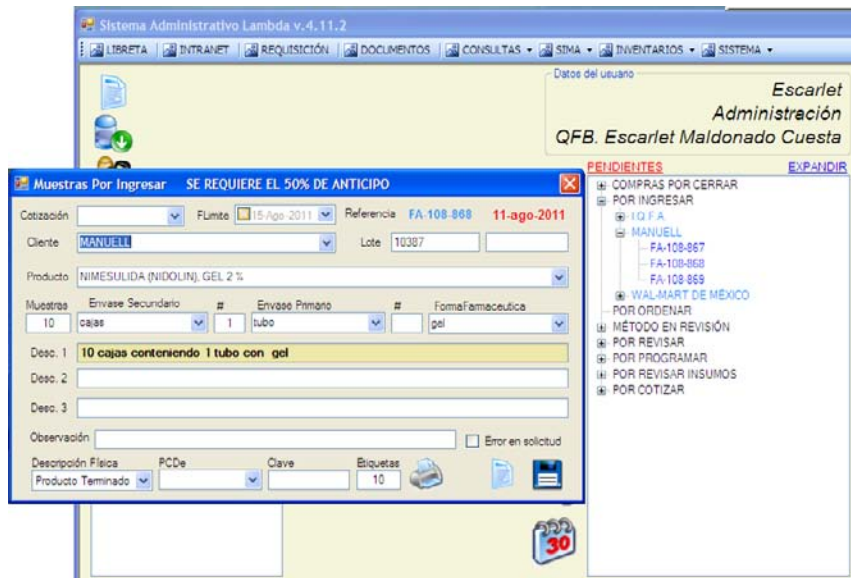 Sistema Administrativo Lambda v.4.11.2
LIBRETA INTRANET REQUISICIÓN DOCUMENTOS CONSULTAS SIMA INVENTARIOS SISTEMA
Datos del usuario
Escarlet
Administración
QFB. Escarlet Maldonado Cuesta
PENDIENTES EXPANDIR
COMPRAS POR CERRAR
POR INGRESAR
I.Q.F.A.
MANUELL
FA-108-867
FA-108-868
FA-108-869
WAL-MART DE MÉXICO
POR ORDENAR
MÉTODO EN REVISIÓN
POR REVISAR
POR PROGRAMAR
POR REVISAR INSUMOS
POR COTIZAR
Muestras Por Ingresar SE REQUIERE EL 50% DE ANTICIPO
Cotización FLimite 15-Ago-2011 Referencia FA-108-868 11-ago-2011
Cliente MANUELL Lote 10387
Producto NIMESULIDA (NIDOLIN), GEL 2 %
Muestras Envase Secundario # Envase Primario # FormaFarmaceutica
10 cajas 1 tubo gel
Desc. 1 10 cajas conteniendo 1 tubo con gel
Desc. 2
Desc. 3
Observación Error en solicitud
Descripción Física PCDe Clave Etiquetas
Producto Terminado 10
30